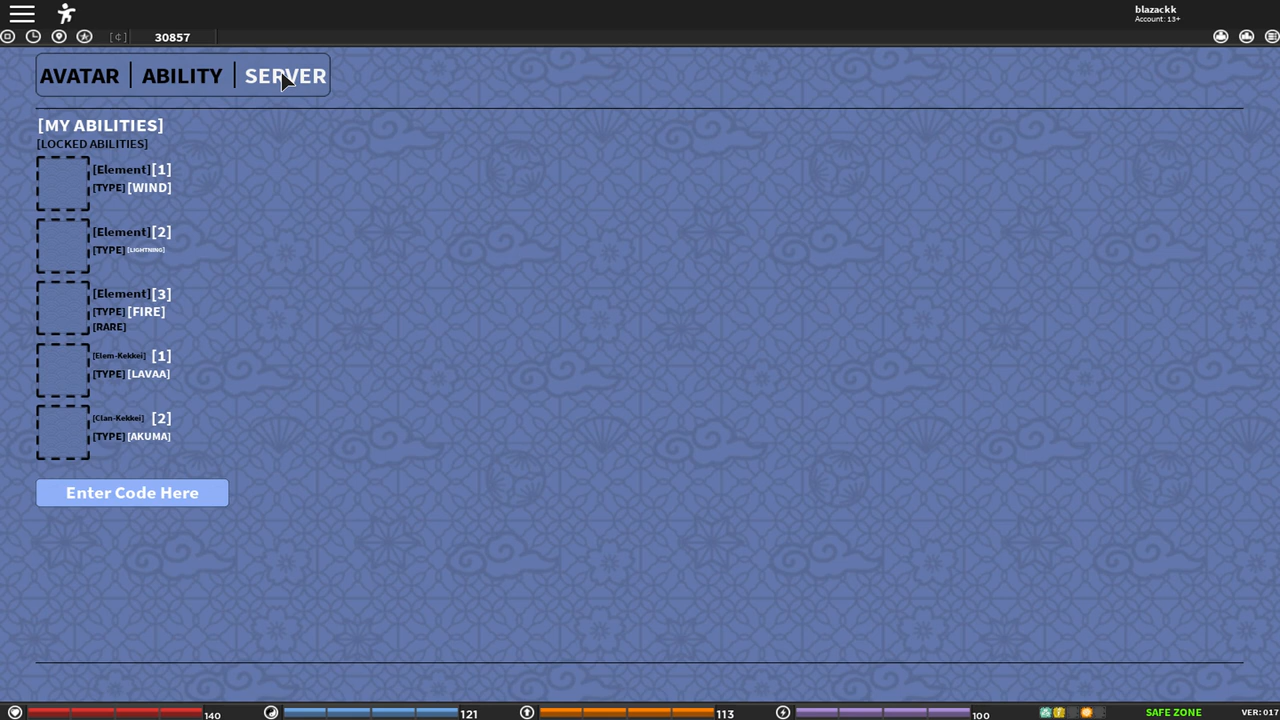 blazackk
Account: 13+
[¢] 30857
AVATAR | ABILITY | SERVER
[MY ABILITIES]
[LOCKED ABILITIES]
[Element] [1]
[TYPE] [WIND]
[Element] [2]
[TYPE] [LIGHTNING]
[Element] [3]
[TYPE] [FIRE]
[RARE]
[Elem-Kekkei] [1]
[TYPE] [LAVAA]
[Clan-Kekkei] [2]
[TYPE] [AKUMA]
Enter Code Here
140 121 113 100 SAFE ZONE VER: 017